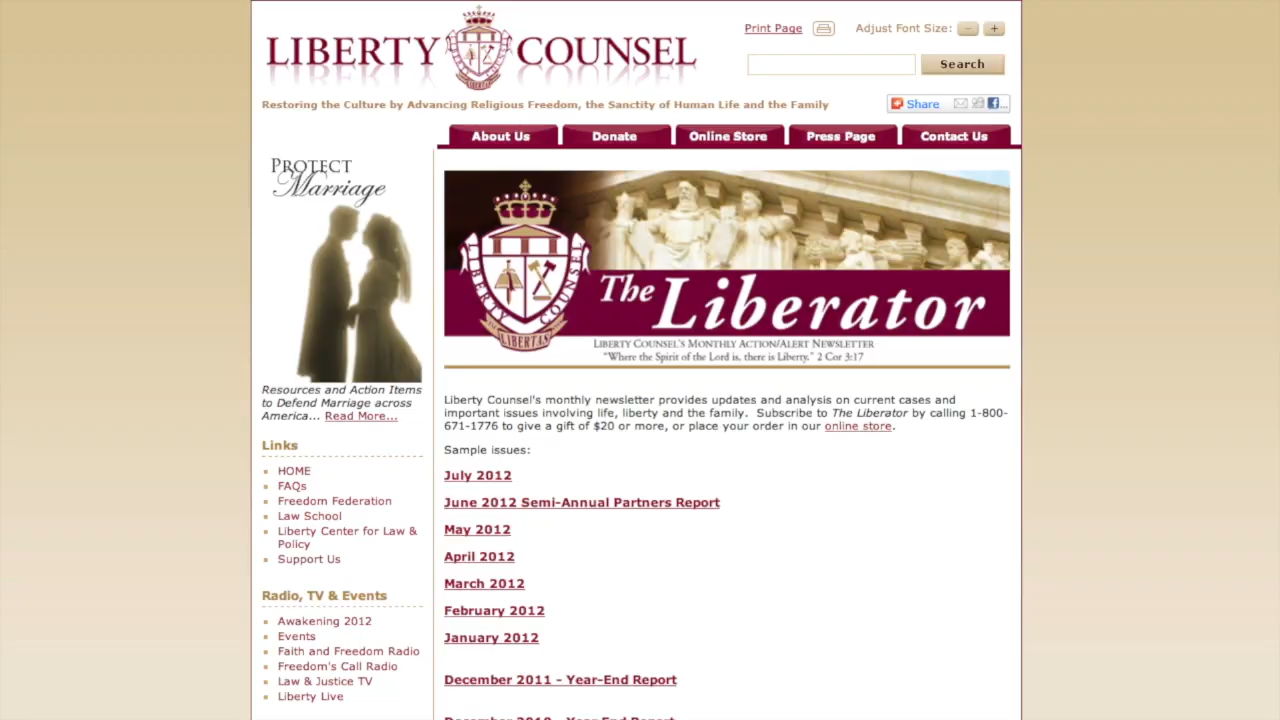 LIBERTY COUNSEL
Print Page
Adjust Font Size: - +
Search
Restoring the Culture by Advancing Religious Freedom, the Sanctity of Human Life and the Family
Share
...
About Us
Donate
Online Store
Press Page
Contact Us
PROTECT
Marriage
Resources and Action Items
to Defend Marriage across
America... Read More...
Links
HOME
FAQs
Freedom Federation
Law School
Liberty Center for Law &
Policy
Support Us
Radio, TV & Events
Awakening 2012
Events
Faith and Freedom Radio
Freedom's Call Radio
Law & Justice TV
Liberty Live
LIBERTY COUNSEL
LIBERTAS
The Liberator
LIBERTY COUNSEL'S MONTHLY ACTION/ALERT NEWSLETTER
"Where the Spirit of the Lord is, there is Liberty." 2 Cor 3:17
Liberty Counsel's monthly newsletter provides updates and analysis on current cases and
important issues involving life, liberty and the family. Subscribe to The Liberator by calling 1-800-
671-1776 to give a gift of $20 or more, or place your order in our online store.
Sample issues:
July 2012
June 2012 Semi-Annual Partners Report
May 2012
April 2012
March 2012
February 2012
January 2012
December 2011 - Year-End Report
December 2010 - Year-End Report